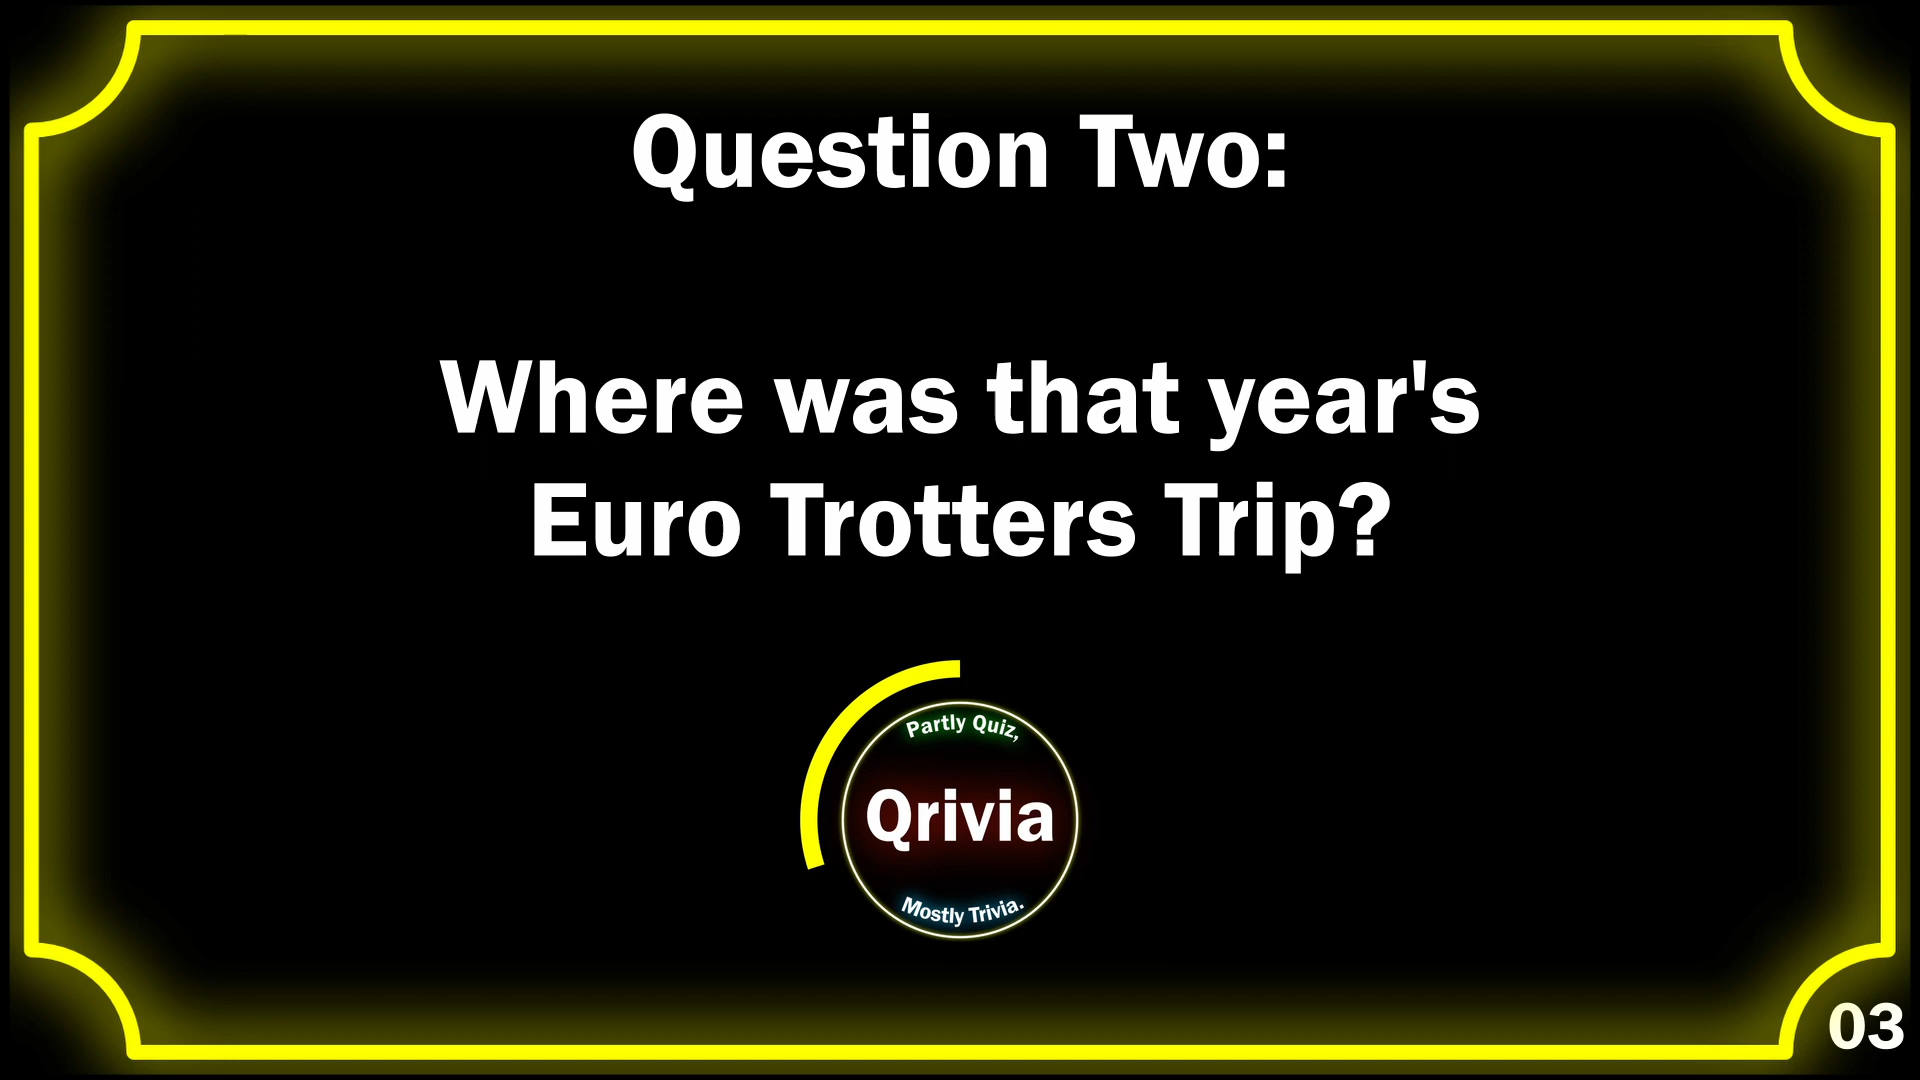 Question Two:
Where was that year's
Euro Trotters Trip?
Partly Quiz,
Qrivia
Mostly Trivia.
03